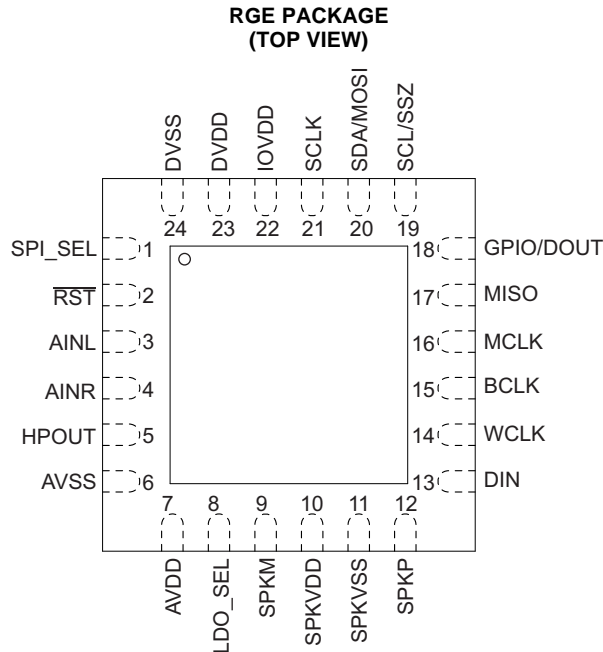 RGE PACKAGE
(TOP VIEW)
DVSS
DVDD
IOVDD
SCLK
SDA/MOSI
SCL/SSZ
24
23
22
21
20
19
SPI_SEL
1
18
GPIO/DOUT
RST
2
17
MISO
AINL
3
16
MCLK
AINR
4
15
BCLK
HPOUT
5
14
WCLK
AVSS
6
13
DIN
7
8
9
10
11
12
AVDD
LDO_SEL
SPKM
SPKVDD
SPKVSS
SPKP